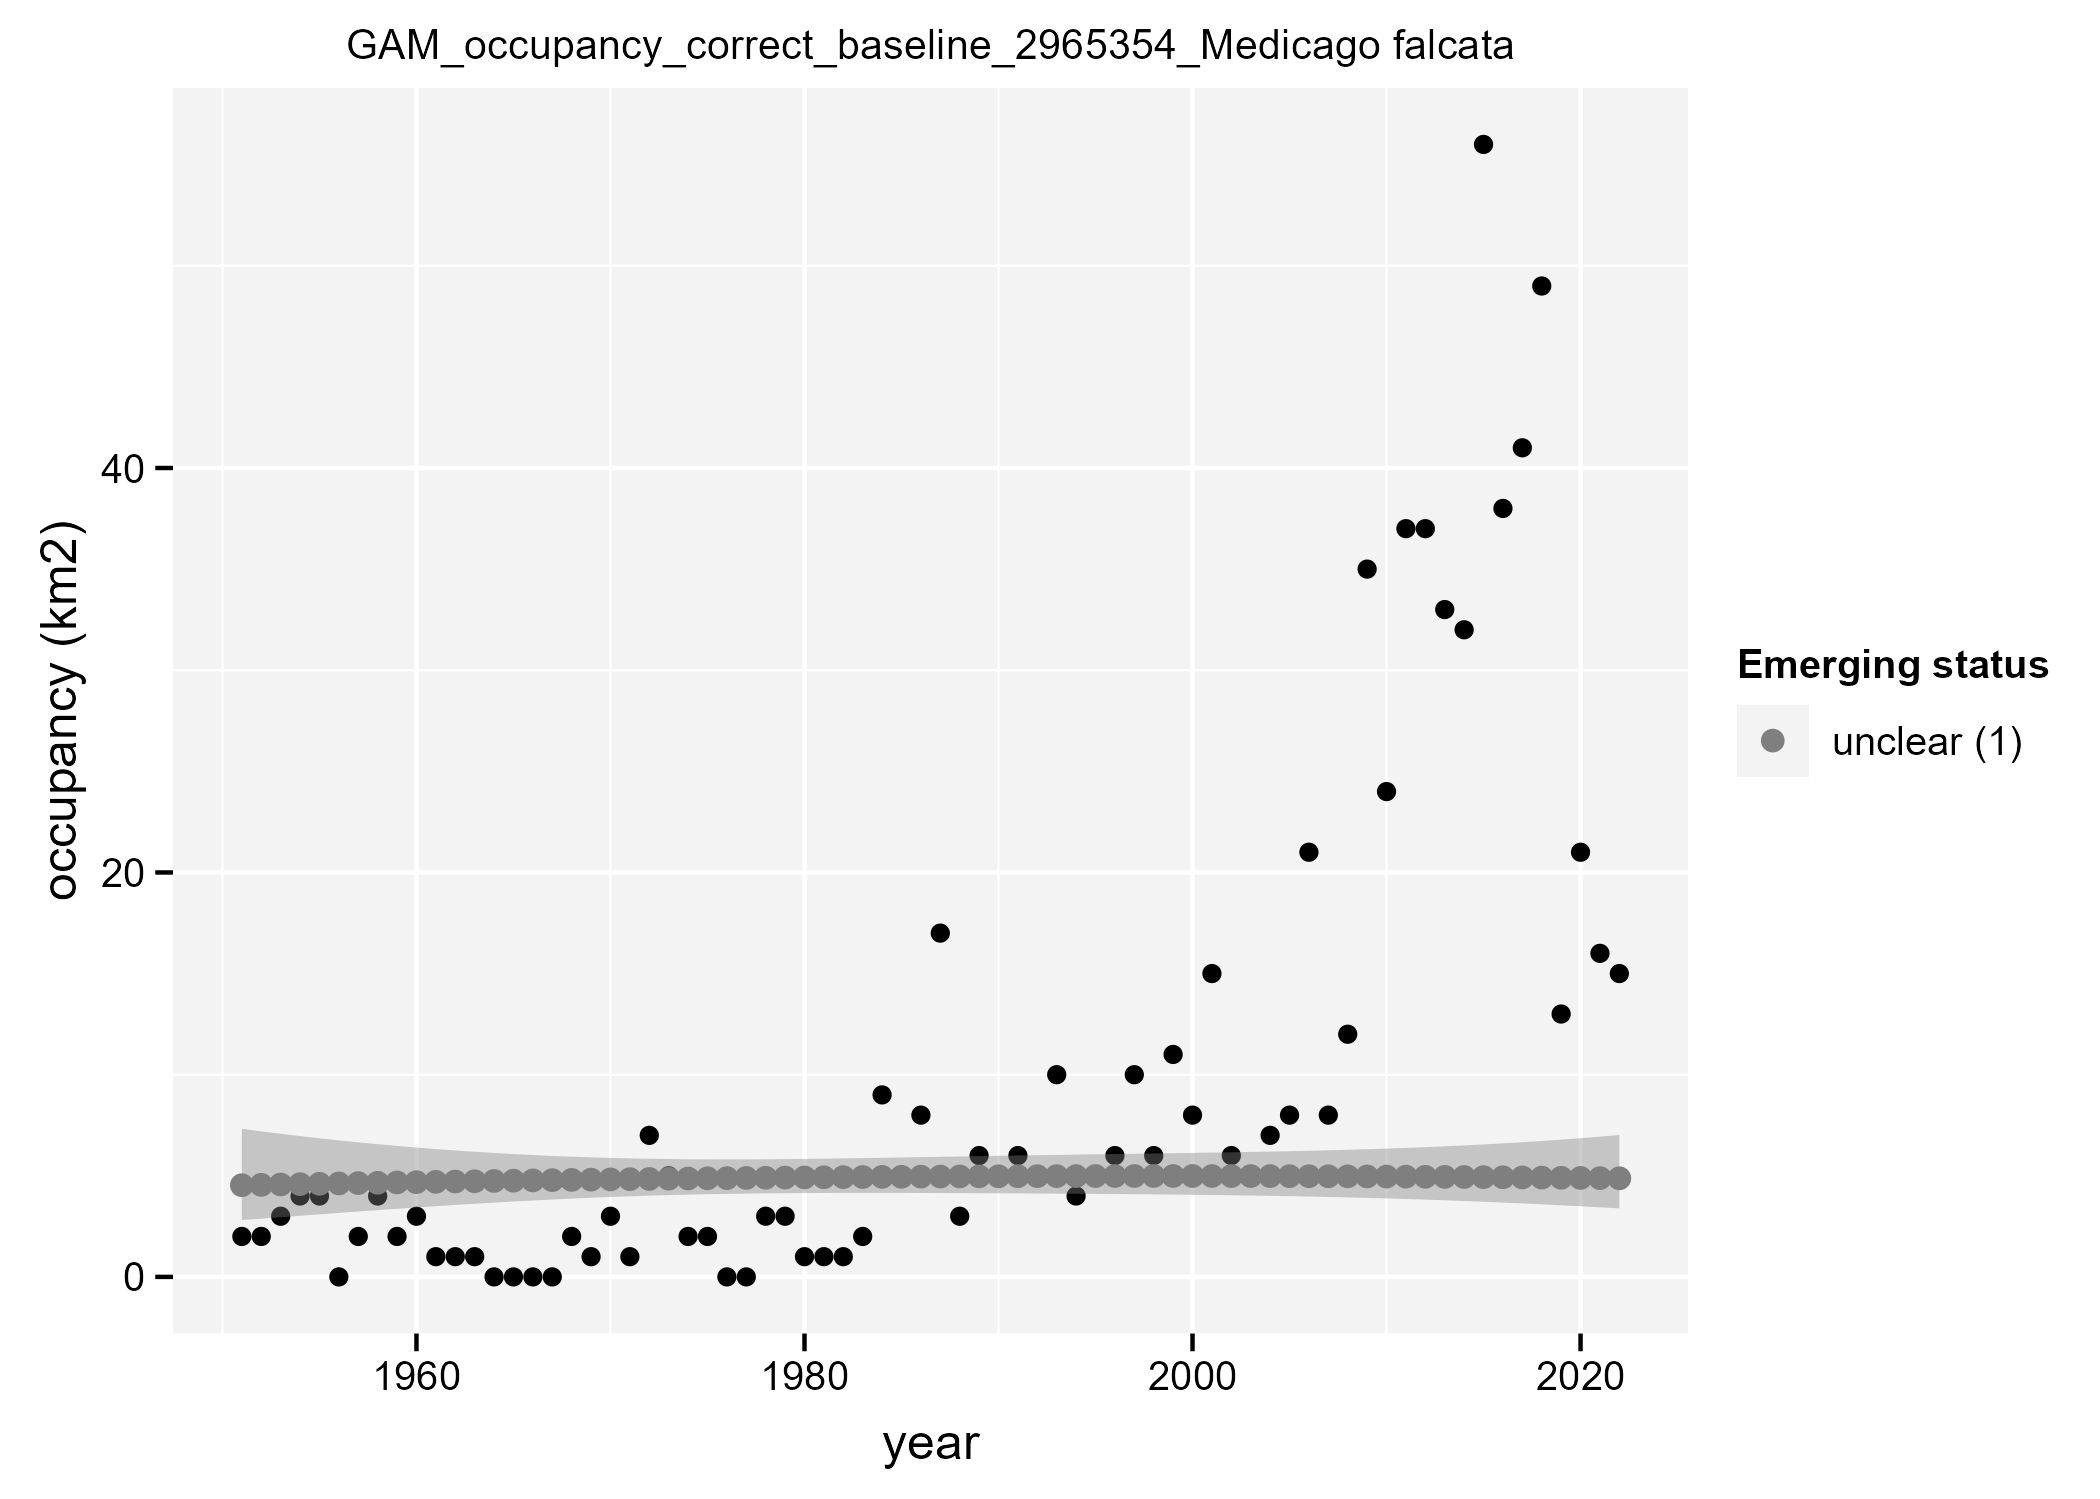 GAM_occupancy_correct_baseline_2965354_Medicago falcata
occupancy (km2)
40
20
0
1960 1980 2000 2020
year
Emerging status
unclear (1)